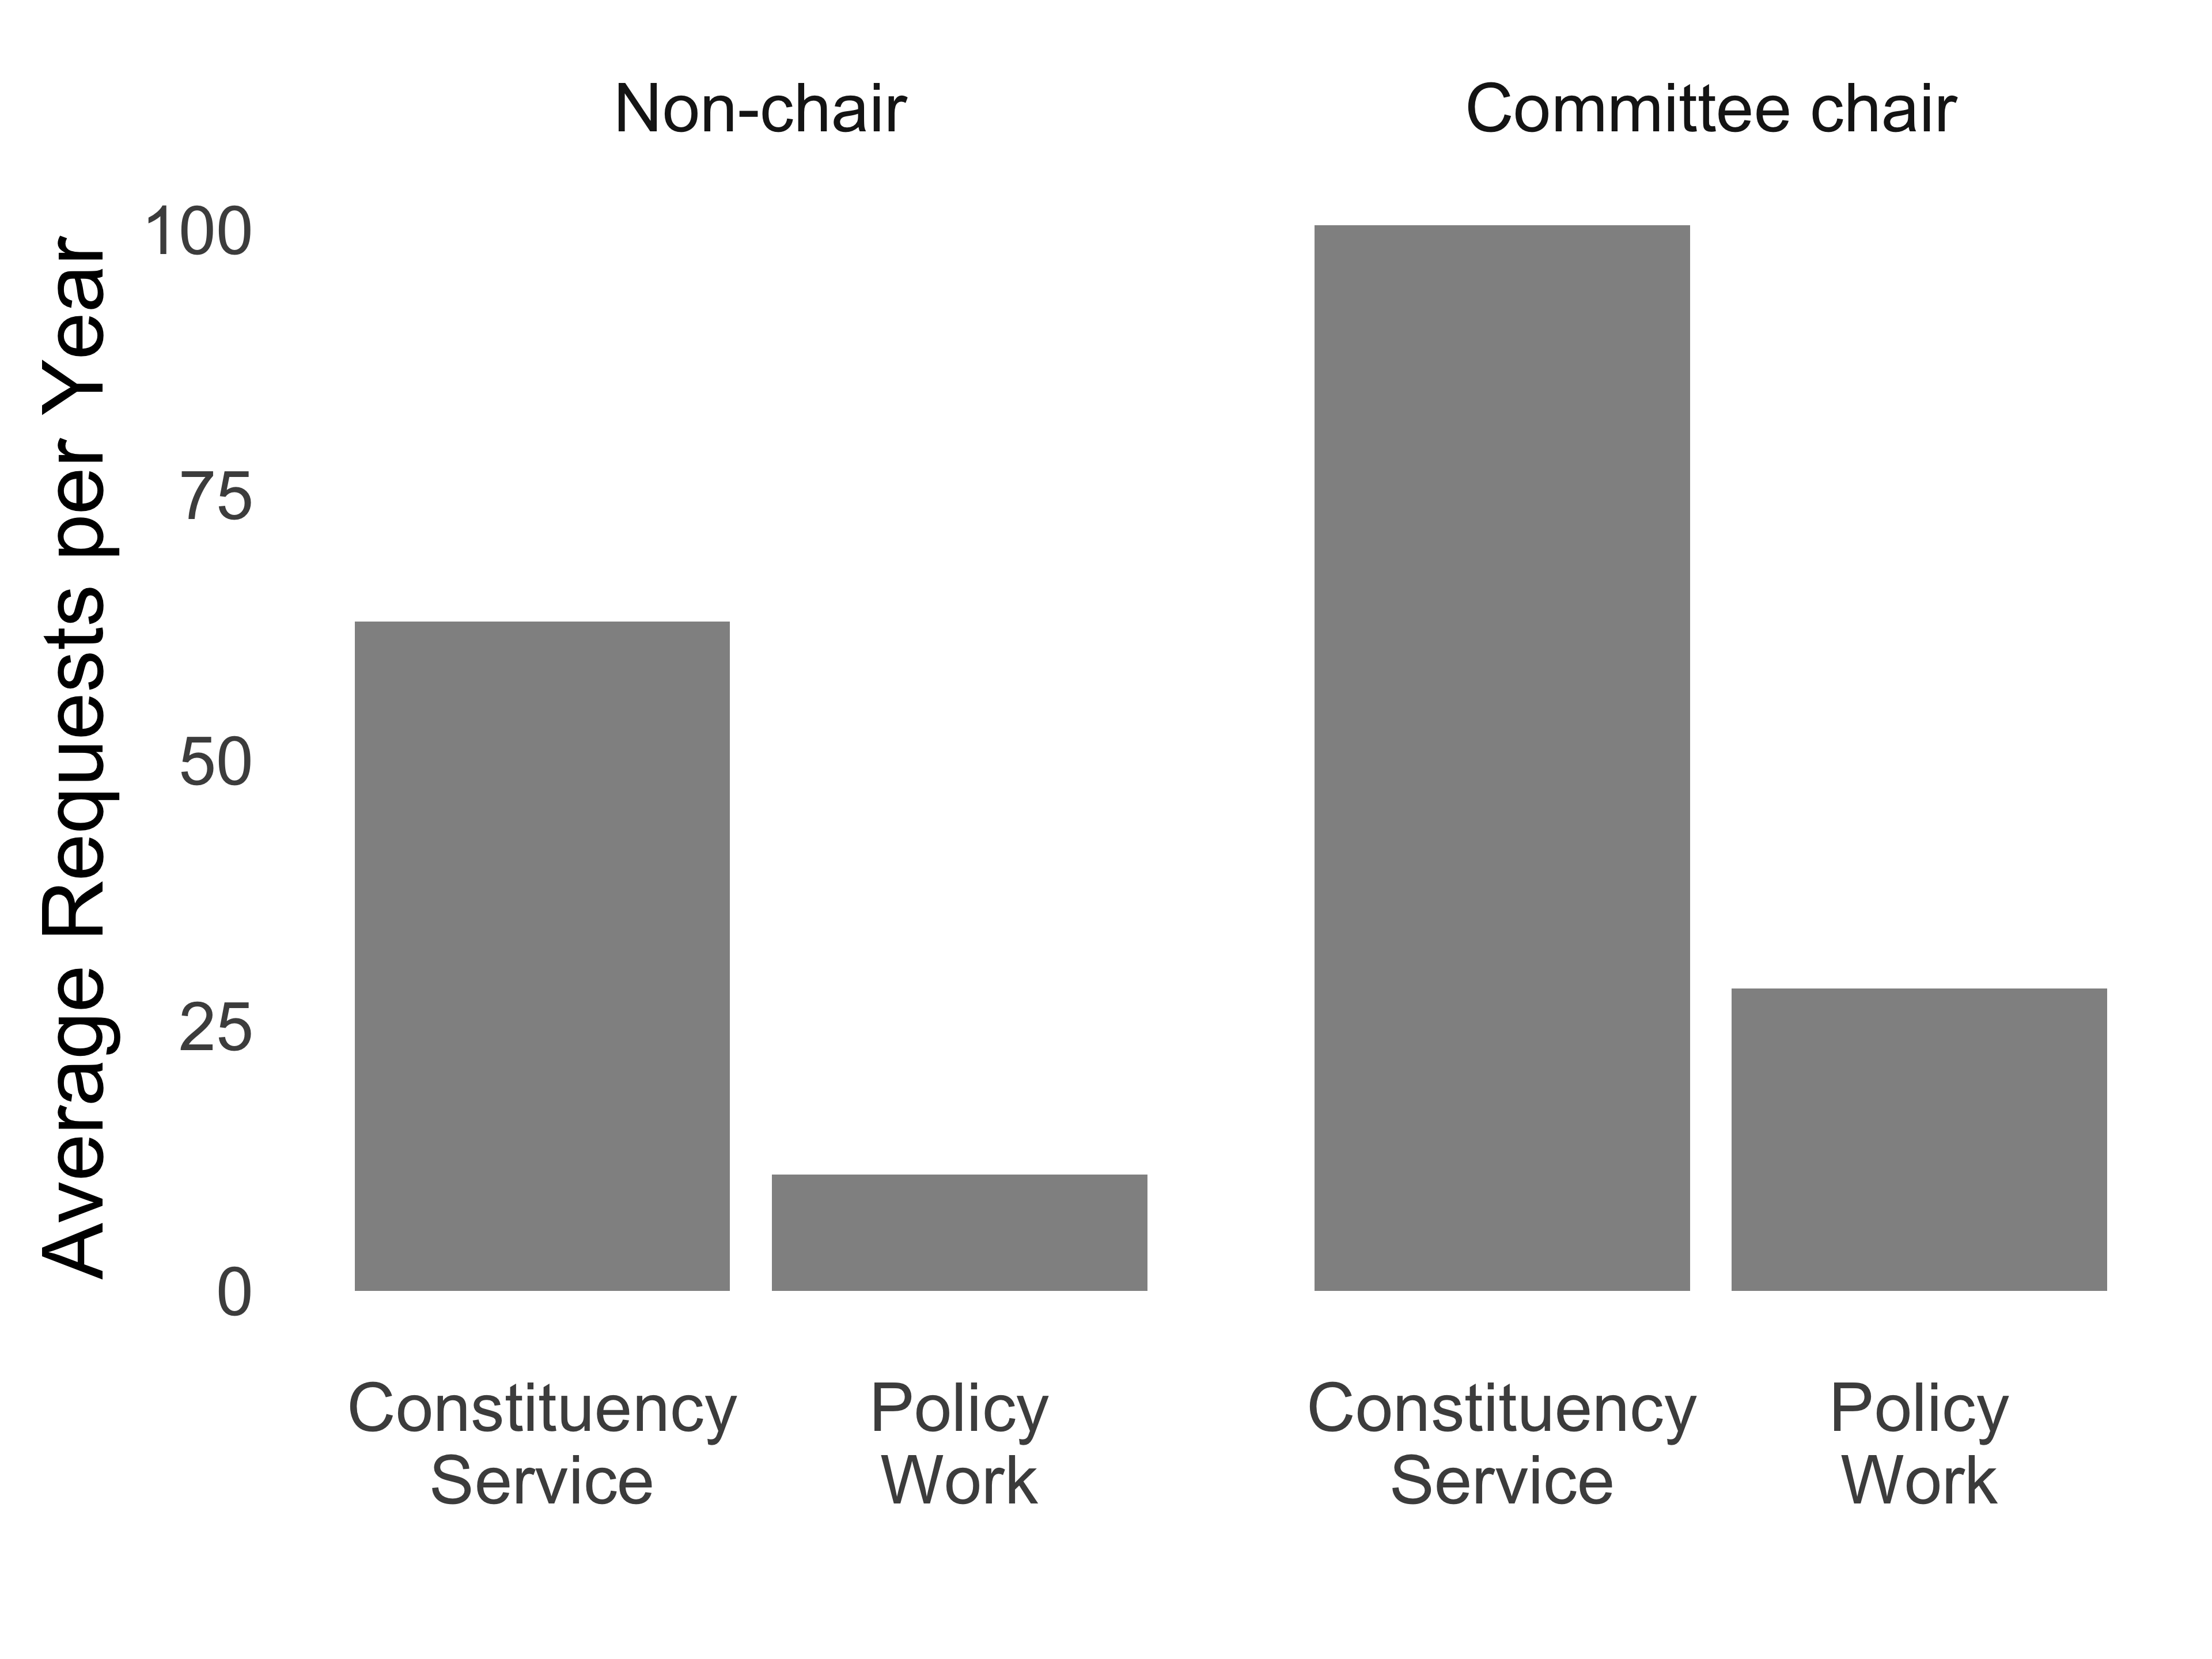 Non-chair
Committee chair
Average Requests per Year
100
75
50
25
0
Constituency
Service
Policy
Work
Constituency
Service
Policy
Work